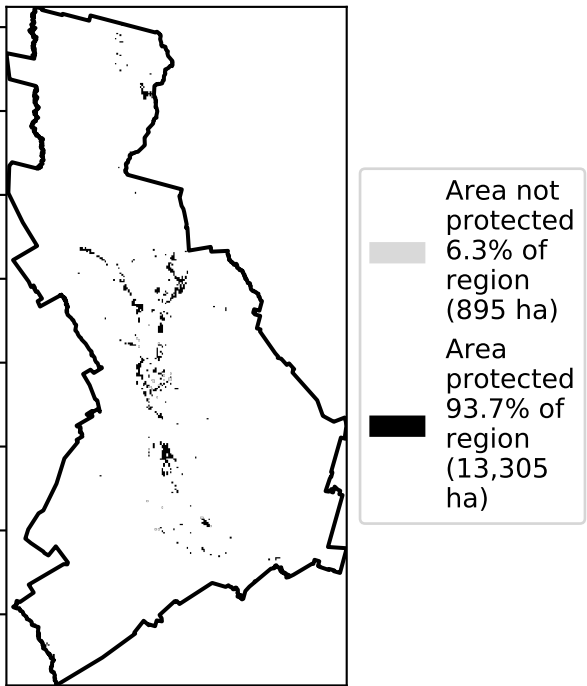 Area not
protected
6.3% of
region
(895 ha)
Area
protected
93.7% of
region
(13,305
ha)